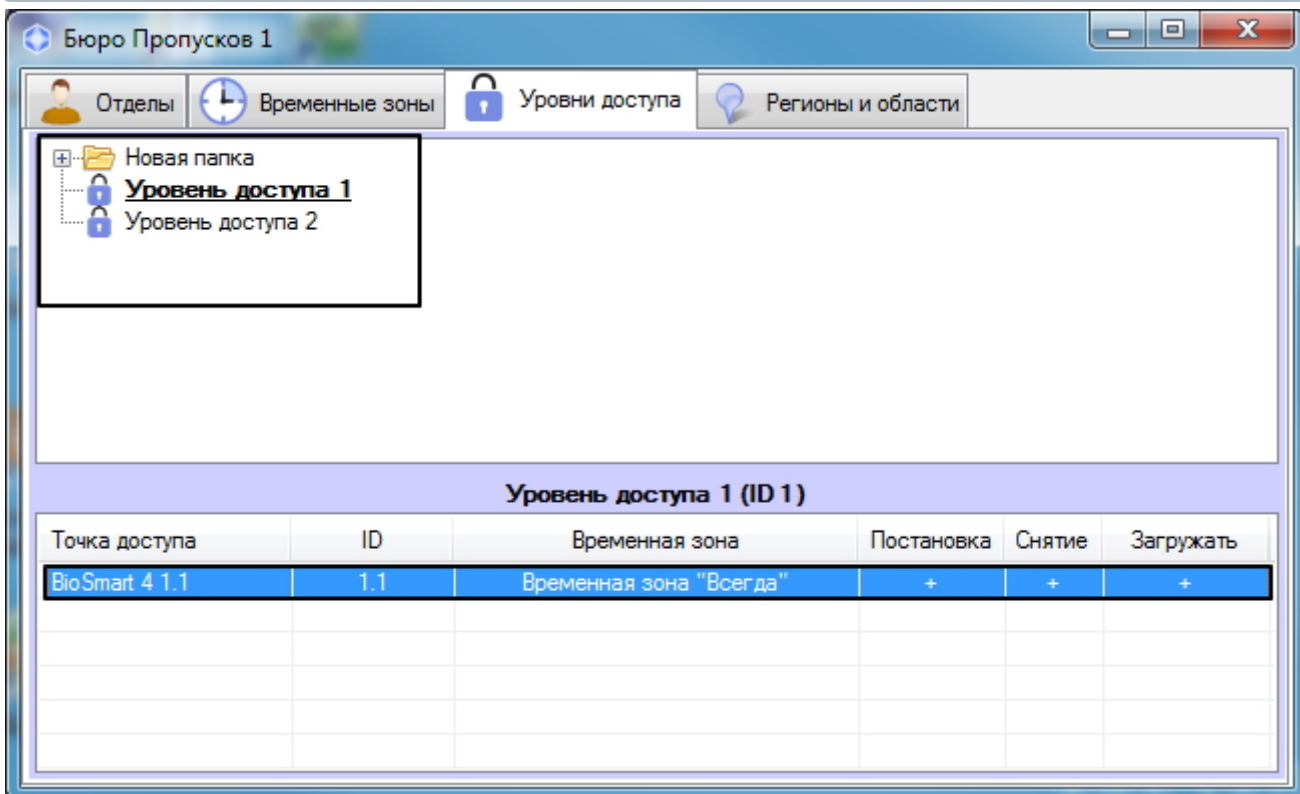 Бюро Пропусков 1
Отделы Временные зоны Уровни доступа Регионы и области
Новая папка
Уровень доступа 1
Уровень доступа 2
Уровень доступа 1 (ID 1)
Точка доступа ID Временная зона Постановка Снятие Загружать
BioSmart 4 1.1 1.1 Временная зона "Всегда" + + +